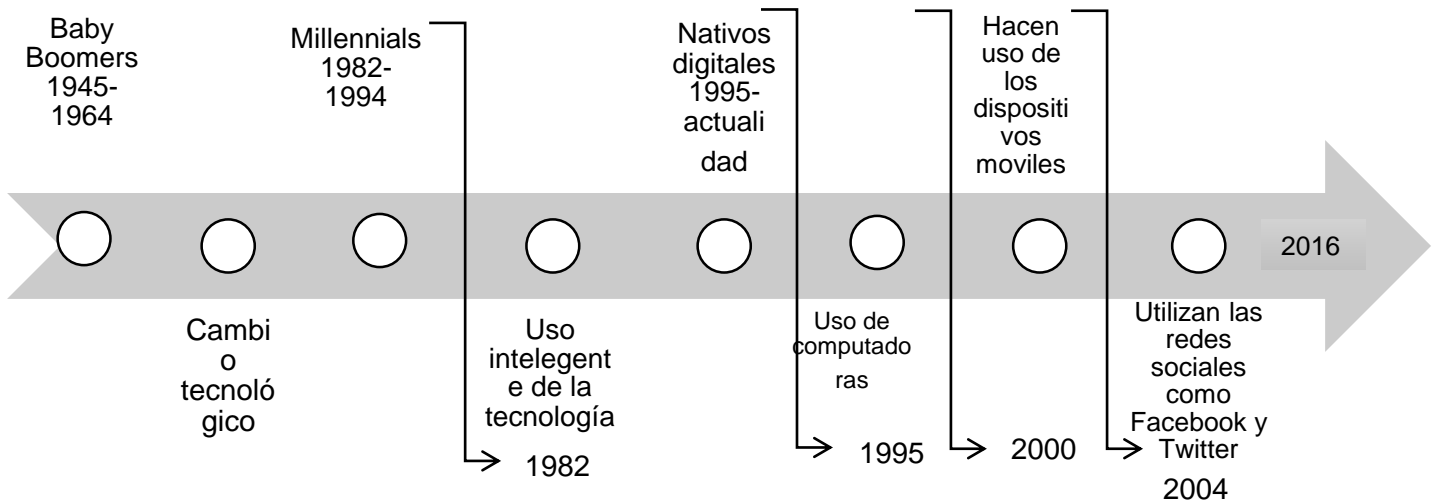 Baby
Boomers
1945-
1964
Cambi
o
tecnoló
gico
Millennials
1982-
1994
Uso
intelegent
e de la
tecnología
1982
Nativos
digitales
1995-
actuali
dad
Uso de
computado
ras
1995
Hacen
uso de
los
dispositi
vos
moviles
2000
Utilizan las
redes
sociales
como
Facebook y
Twitter
2004
2016